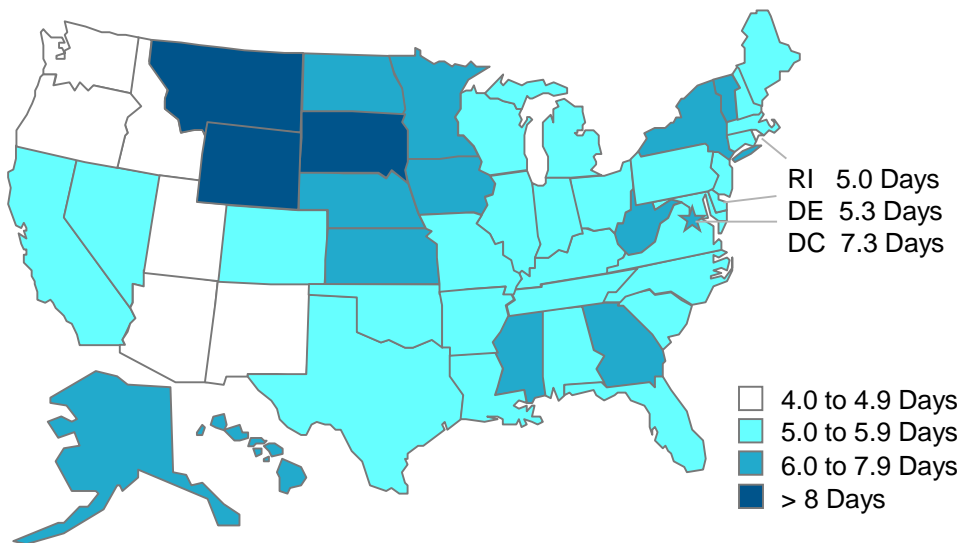 RI 5.0 Days
DE 5.3 Days
DC 7.3 Days
4.0 to 4.9 Days
5.0 to 5.9 Days
6.0 to 7.9 Days
> 8 Days